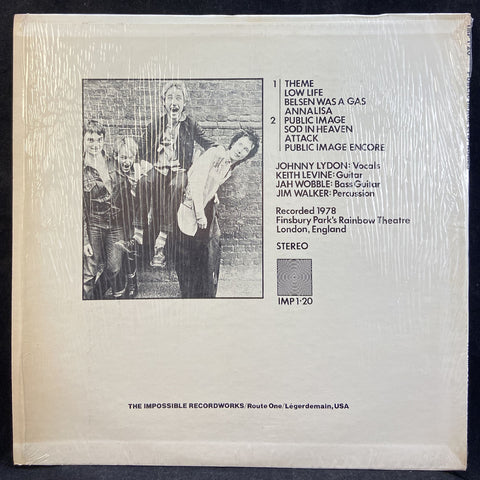 1 THEME
LOW LIFE
BELSEN WAS A GAS
ANNALISA
2 PUBLIC IMAGE
SOD IN HEAVEN
ATTACK
PUBLIC IMAGE ENCORE
JOHNNY LYDON: Vocals
KEITH LEVINE: Guitar
JAH WOBBLE: Bass Guitar
JIM WALKER: Percussion
Recorded 1978
Finsbury Park's Rainbow Theatre
London, England
STEREO
IMP 1•20
THE IMPOSSIBLE RECORDWORKS/Route One/Légerdemain, USA